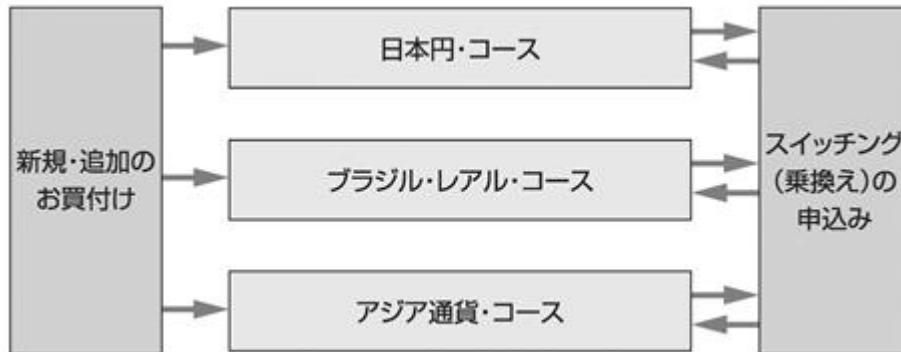 新規・追加の
お買付け
日本円・コース
ブラジル・レアル・コース
アジア通貨・コース
スイッチング
(乗換え)の
申込み